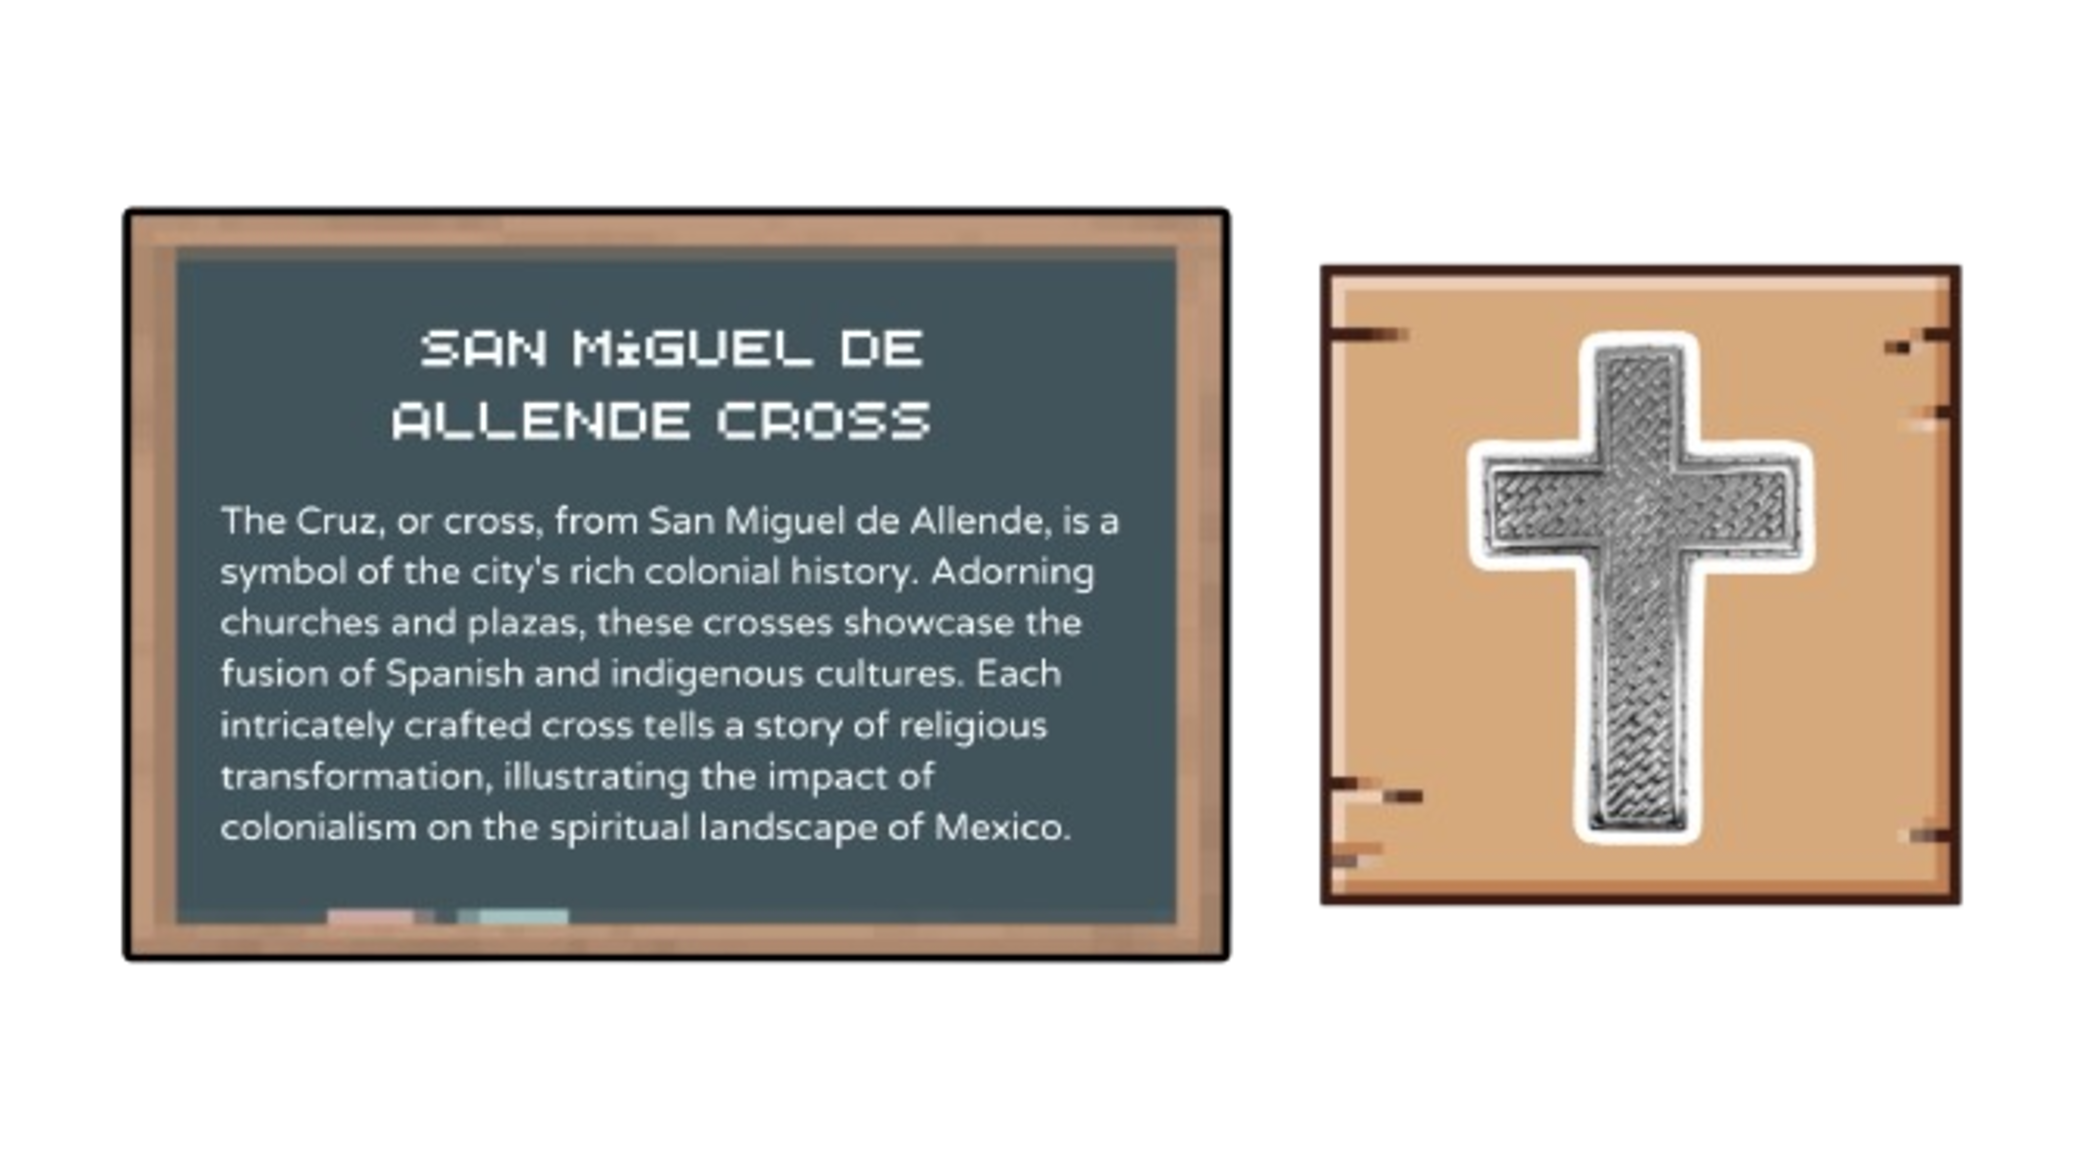 SAN MiGUEL DE
ALLENDE CROSS
The Cruz, or cross, from San Miguel de Allende, is a
symbol of the city's rich colonial history. Adorning
churches and plazas, these crosses showcase the
fusion of Spanish and indigenous cultures. Each
intricately crafted cross tells a story of religious
transformation, illustrating the impact of
colonialism on the spiritual landscape of Mexico.